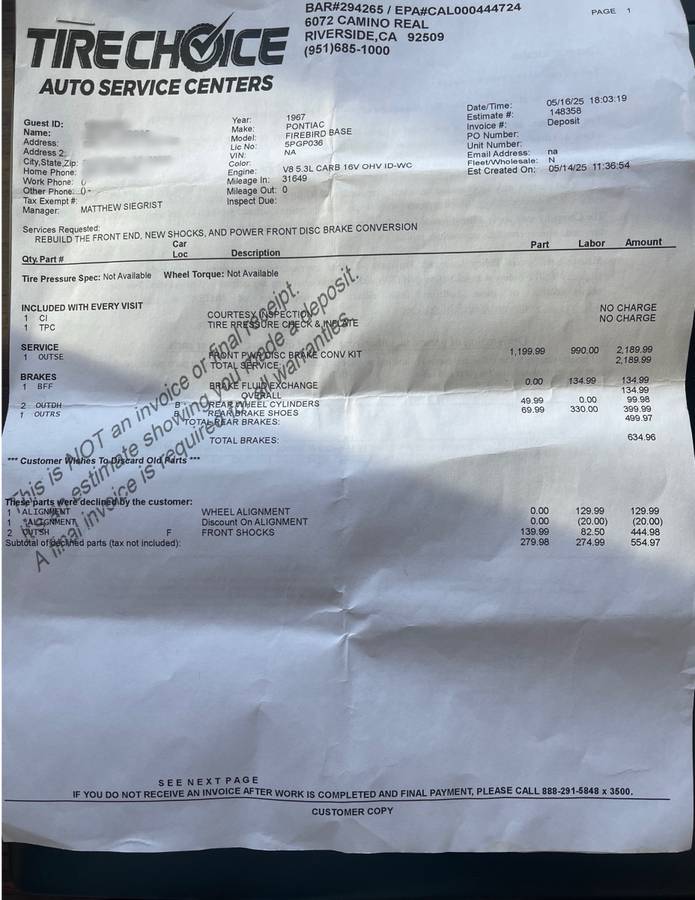 TIRE CHOICE
AUTO SERVICE CENTERS
BAR#294265 / EPA#CAL000444724
6072 CAMINO REAL
RIVERSIDE,CA 92509
(951)685-1000
PAGE 1
Guest ID:
Name:
Address:
Address 2:
City,State,Zip:
Home Phone:
Work Phone: 0
Other Phone: 0 -
Tax Exempt #:
Manager: MATTHEW SIEGRIST
Year: 1967
Make: PONTIAC
Model: FIREBIRD BASE
Lic No: 5PGP036
VIN: NA
Color:
Engine: V8 5.3L CARB 16V OHV ID-WC
Mileage In: 31649
Mileage Out: 0
Inspect Due:
Date/Time: 05/16/25 18:03:19
Estimate #: 148358
Invoice #: Deposit
PO Number:
Unit Number:
Email Address: na
Fleet/Wholesale: N
Est Created On: 05/14/25 11:36:54
Services Requested:
REBUILD THE FRONT END, NEW SHOCKS, AND POWER FRONT DISC BRAKE CONVERSION
Qty. Part # Car Loc Description Part Labor Amount
Tire Pressure Spec: Not Available Wheel Torque: Not Available
INCLUDED WITH EVERY VISIT
1 CI COURTESY INSPECTION NO CHARGE
1 TPC TIRE PRESSURE CHECK & INFLATE NO CHARGE
SERVICE
1 OUTSE FRONT PWR DISC BRAKE CONV KIT 1,199.99 990.00 2,189.99
TOTAL SERVICE: 2,189.99
BRAKES
1 BFF BRAKE FLUID EXCHANGE 0.00 134.99 134.99
OVERALL 134.99
2 OUTDH B REAR WHEEL CYLINDERS 49.99 0.00 99.98
1 OUTRS B REAR BRAKE SHOES 69.99 330.00 399.99
TOTAL REAR BRAKES: 499.97
TOTAL BRAKES: 634.96
*** Customer Wishes To Discard Old Parts ***
These parts were declined by the customer:
1 ALIGNMENT WHEEL ALIGNMENT 0.00 129.99 129.99
1 ALIGNMENT Discount On ALIGNMENT 0.00 (20.00) (20.00)
2 OUTSH F FRONT SHOCKS 139.99 82.50 444.98
Subtotal of declined parts (tax not included): 279.98 274.99 554.97
This is NOT an invoice or final receipt.
estimate showing you made a deposit.
A final invoice is required for warranties.
SEE NEXT PAGE
IF YOU DO NOT RECEIVE AN INVOICE AFTER WORK IS COMPLETED AND FINAL PAYMENT, PLEASE CALL 888-291-5848 x 3500.
CUSTOMER COPY